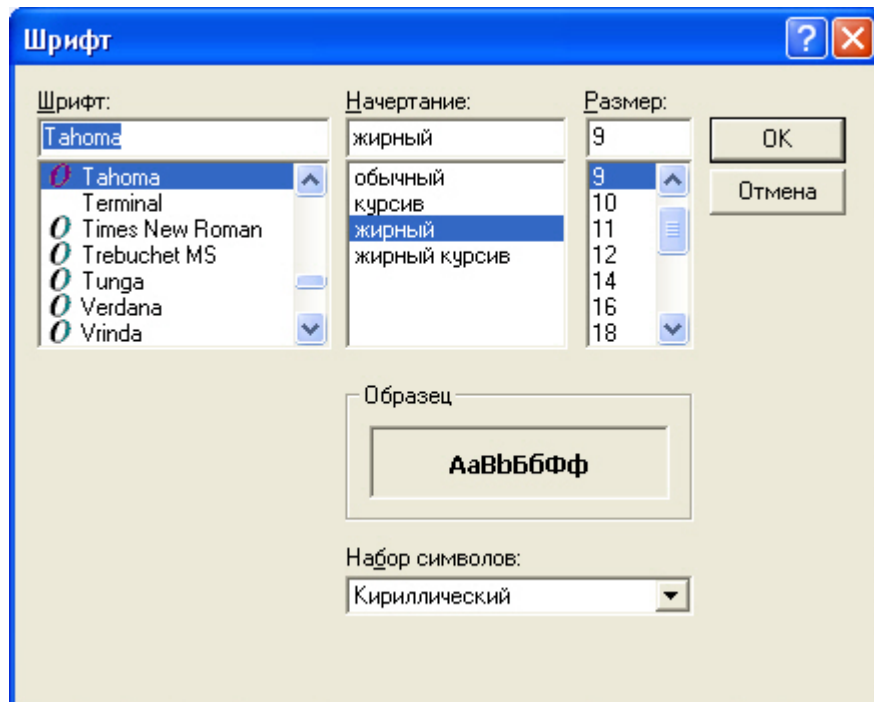 Шрифт
Шрифт:
Tahoma
Tahoma
Terminal
Times New Roman
Trebuchet MS
Tunga
Verdana
Vrinda
Начертание:
жирный
обычный
курсив
жирный
жирный курсив
Размер:
9
9
10
11
12
14
16
18
OK
Отмена
Образец
АаBbБбФф
Набор символов:
Кириллический